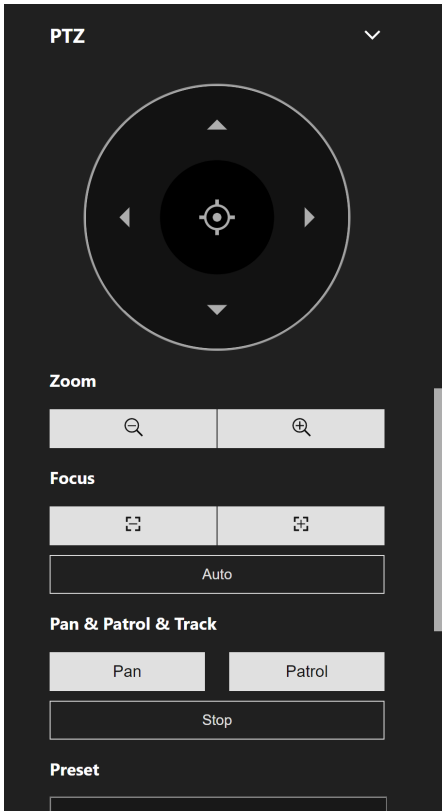 PTZ
Zoom
Focus
Auto
Pan & Patrol & Track
Pan Patrol
Stop
Preset